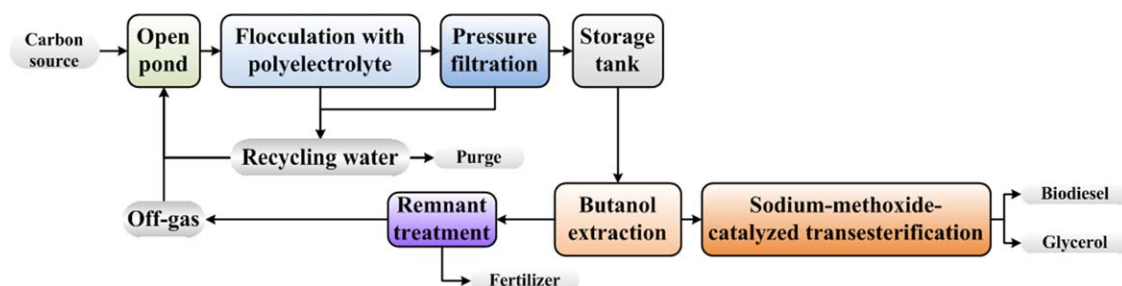 Carbon
source
Open
pond
Flocculation with
polyelectrolyte
Pressure
filtration
Storage
tank
Recycling water
Purge
Off-gas
Remnant
treatment
Butanol
extraction
Sodium-methoxide-
catalyzed transesterification
Biodiesel
Glycerol
Fertilizer